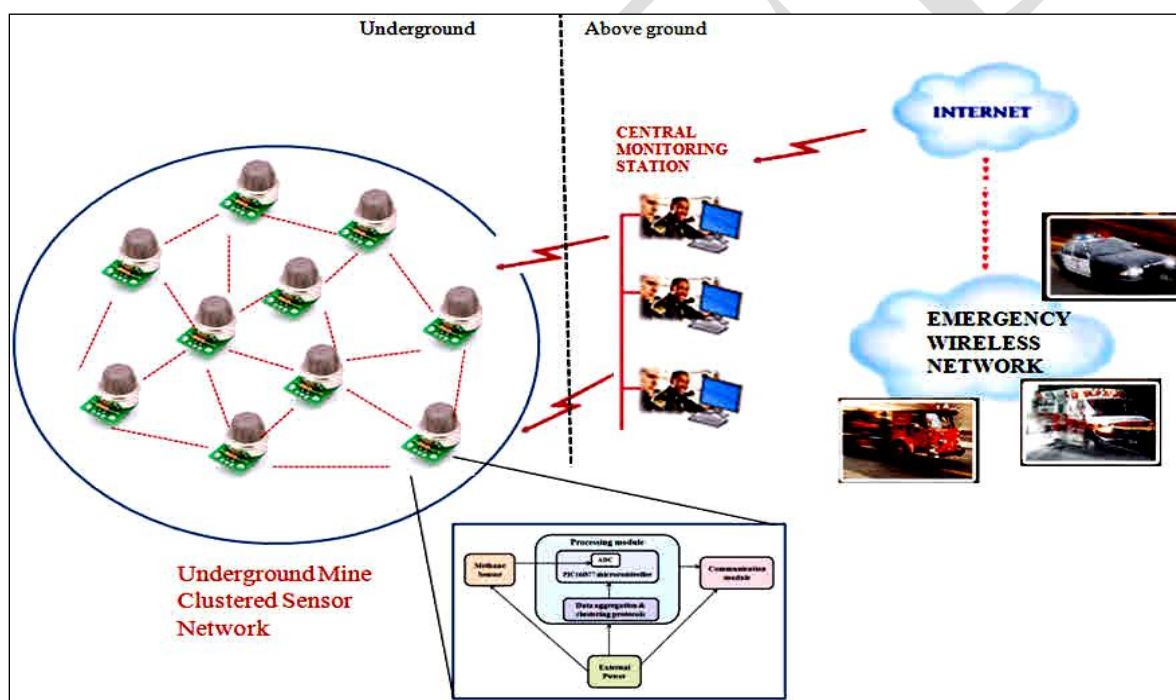 Underground
Above ground
INTERNET
CENTRAL
MONITORING
STATION
EMERGENCY
WIRELESS
NETWORK
Underground Mine
Clustered Sensor
Network
Processing module
ADC
PIC16f877 microcontroller
Methane
Sensor
Communication
module
Data aggregation &
clustering protocols
External
Power